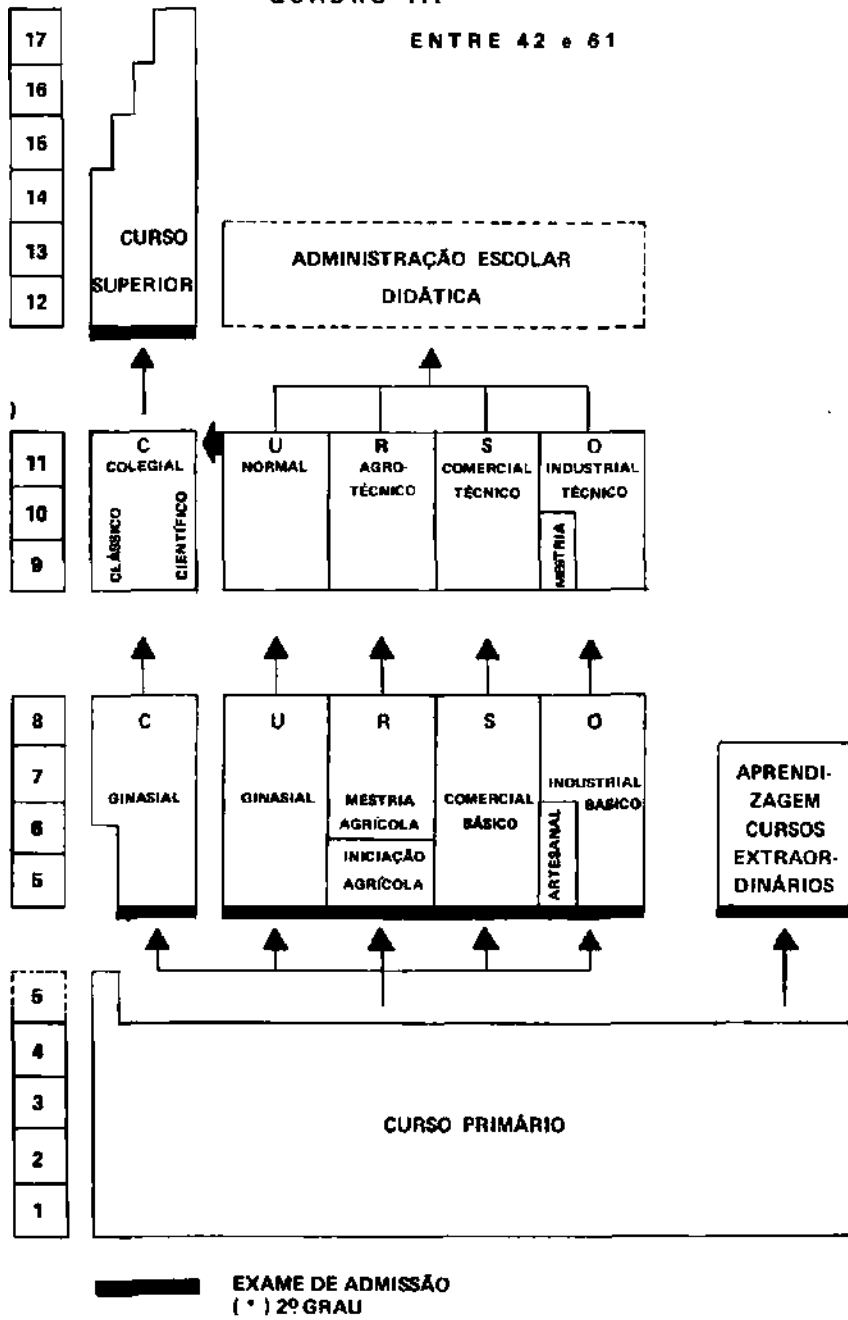 ENTRE 42 e 61
17
16
15
14
13
12
CURSO
SUPERIOR
ADMINISTRAÇÃO ESCOLAR
DIDÁTICA
)
11
10
9
C U R S O
COLEGIAL
CLÁSSICO
CIENTÍFICO
NORMAL
AGRO-
TÉCNICO
COMERCIAL
TÉCNICO
INDUSTRIAL
TÉCNICO
MESTRIA
8
7
6
5
C U R S O
GINASIAL
GINASIAL
MESTRIA
AGRÍCOLA
INICIAÇÃO
AGRÍCOLA
COMERCIAL
BÁSICO
INDUSTRIAL
BASICO
ARTESANAL
APRENDI-
ZAGEM
CURSOS
EXTRAOR-
DINÁRIOS
5
4
3
2
1
CURSO PRIMÁRIO
EXAME DE ADMISSÃO
( * ) 2º GRAU